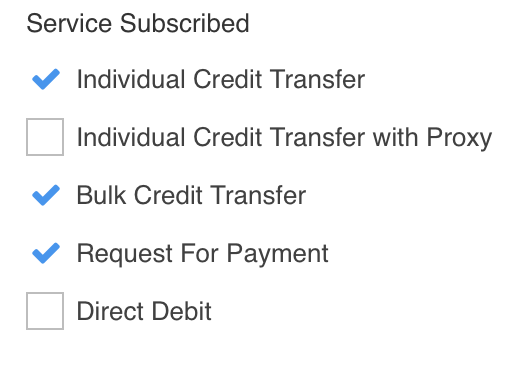 Service Subscribed
Individual Credit Transfer
Individual Credit Transfer with Proxy
Bulk Credit Transfer
Request For Payment
Direct Debit